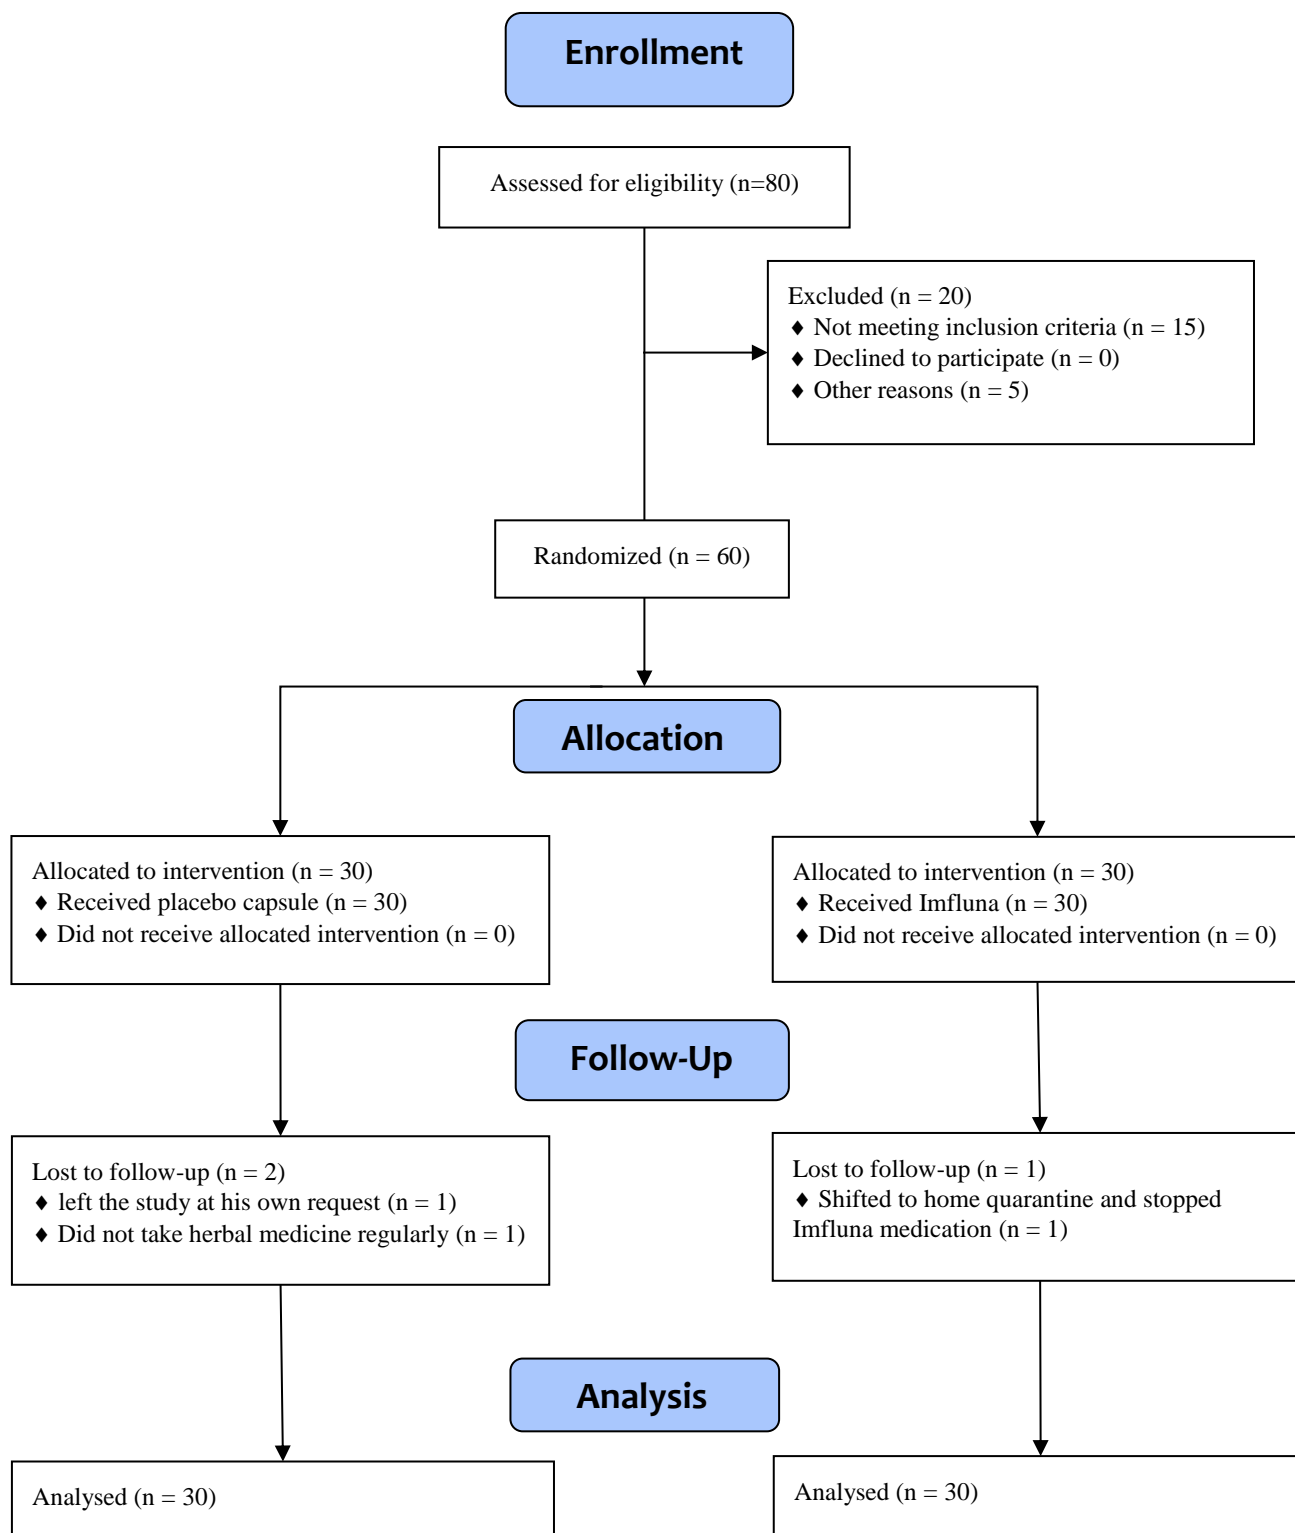 Enrollment
Assessed for eligibility (n=80)
Excluded (n = 20)
♦ Not meeting inclusion criteria (n = 15)
♦ Declined to participate (n = 0)
♦ Other reasons (n = 5)
Randomized (n = 60)
Allocation
Allocated to intervention (n = 30)
♦ Received placebo capsule (n = 30)
♦ Did not receive allocated intervention (n = 0)
Allocated to intervention (n = 30)
♦ Received Imfluna (n = 30)
♦ Did not receive allocated intervention (n = 0)
Follow-Up
Lost to follow-up (n = 2)
♦ left the study at his own request (n = 1)
♦ Did not take herbal medicine regularly (n = 1)
Lost to follow-up (n = 1)
♦ Shifted to home quarantine and stopped
Imfluna medication (n = 1)
Analysis
Analysed (n = 30)
Analysed (n = 30)